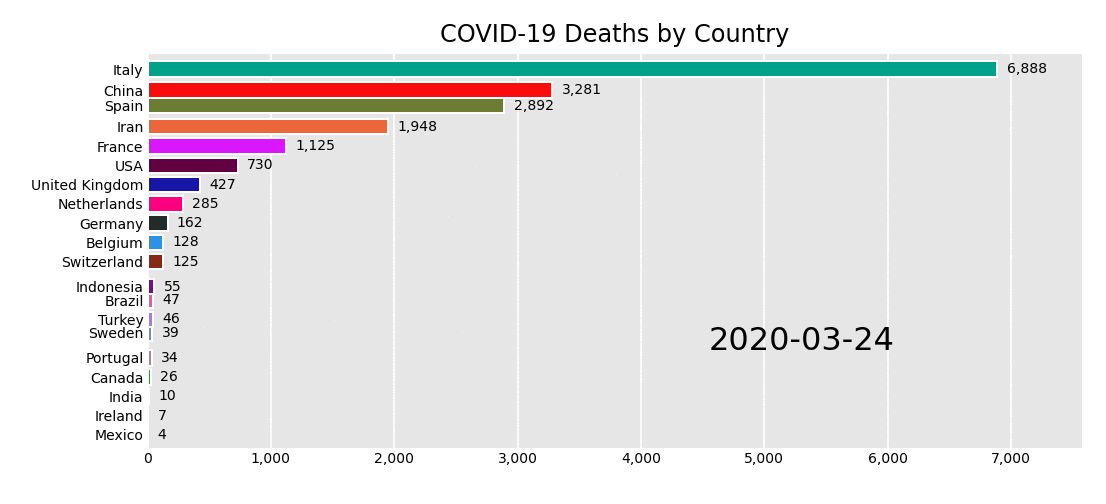 COVID-19 Deaths by Country
Italy 6,888
China 3,281
Spain 2,892
Iran 1,948
France 1,125
USA 730
United Kingdom 427
Netherlands 285
Germany 162
Belgium 128
Switzerland 125
Indonesia 55
Brazil 47
Turkey 46
Sweden 39
2020-03-24
Portugal 34
Canada 26
India 10
Ireland 7
Mexico 4
0 1,000 2,000 3,000 4,000 5,000 6,000 7,000